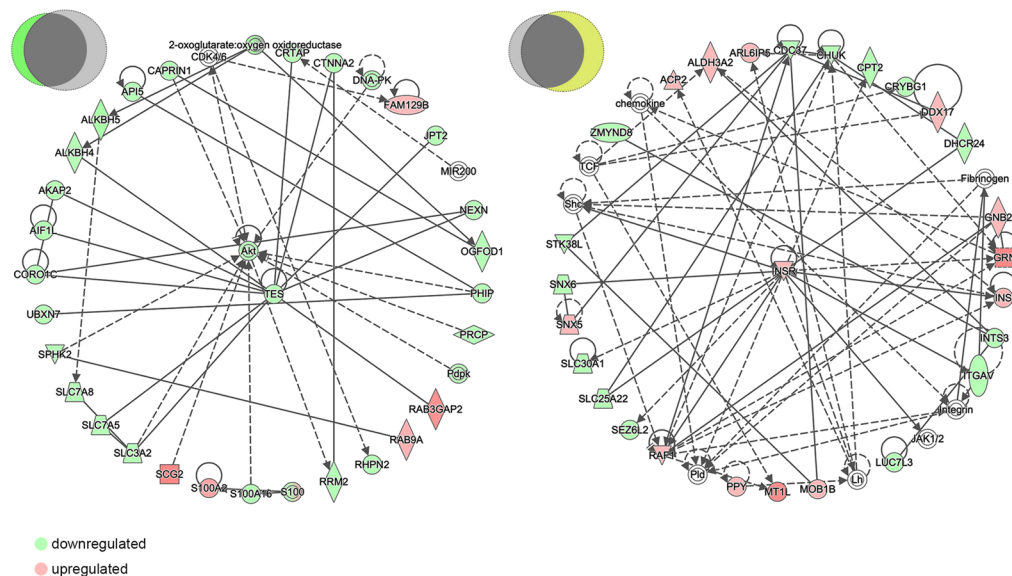 2-oxoglutarate:oxygen oxidoreductase
CDK4/6
CRTAP
CTNNA2
CAPRIN1
DNA-PK
API5
FAM129B
ALKBH5
JPT2
ALKBH4
MIR200
AKAP2
NEXN
AIF1
Akt
OGFOD1
CORO1C
TES
PHIP
UBXN7
PRCP
SPHK2
Pdpk
SLC7A8
RAB3GAP2
SLC7A5
RAB9A
SLC3A2
RHPN2
SCG2
RRM2
S100A2
S100A16
S100
ARL6IP5
CDC37
CHUK
ALDH3A2
CPT2
ACP2
CRYBG1
chemokine
DDX17
ZMYND8
DHCR24
TCF
Fibrinogen
Shc
GNB2
STK38L
GRN
INSR
SNX6
INS
SNX5
INTS3
SLC30A1
ITGAV
SLC25A22
Integrin
SEZ6L2
JAK1/2
RAF1
LUC7L3
Pld
Lh
PPY
MT1L
MOB1B
downregulated
upregulated